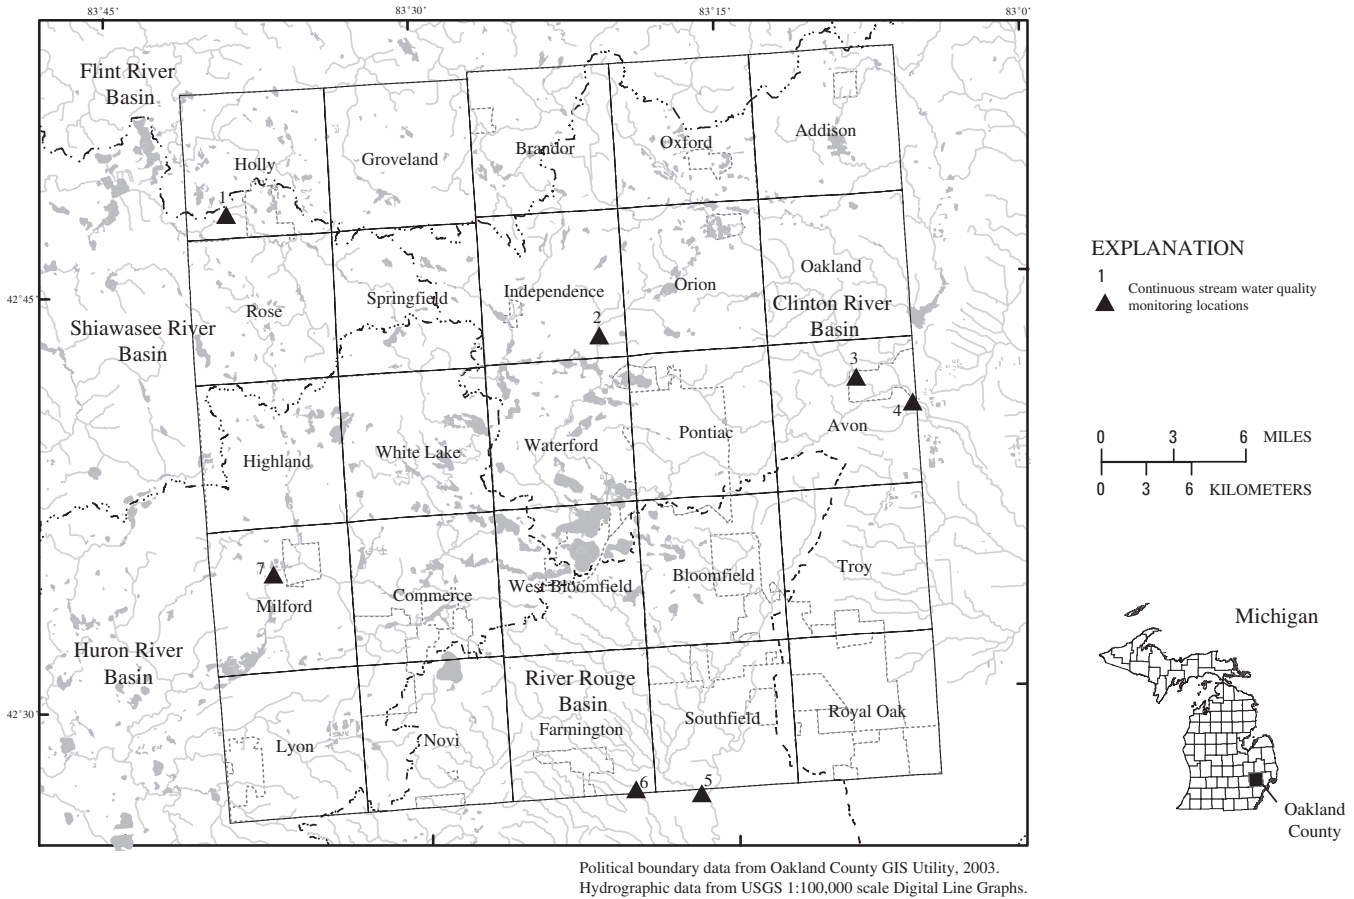 83°45'
83°30'
83°15'
83°0'
Flint River
Basin
Holly
Groveland
Brandor
Oxford
Addison
1
42°45'
Shiawasee River
Basin
Rose
Springfield
Independence
2
Orion
Oakland
Clinton River
Basin
3
4
Avon
Highland
White Lake
Waterford
Pontiac
7
Milford
Commerce
West Bloomfield
Bloomfield
Troy
Huron River
Basin
River Rouge
Basin
Farmington
Southfield
Royal Oak
42°30'
Lyon
Novi
6
5
EXPLANATION
1
Continuous stream water quality
monitoring locations
0 3 6 MILES
0 3 6 KILOMETERS
Michigan
Oakland
County
Political boundary data from Oakland County GIS Utility, 2003.
Hydrographic data from USGS 1:100,000 scale Digital Line Graphs.